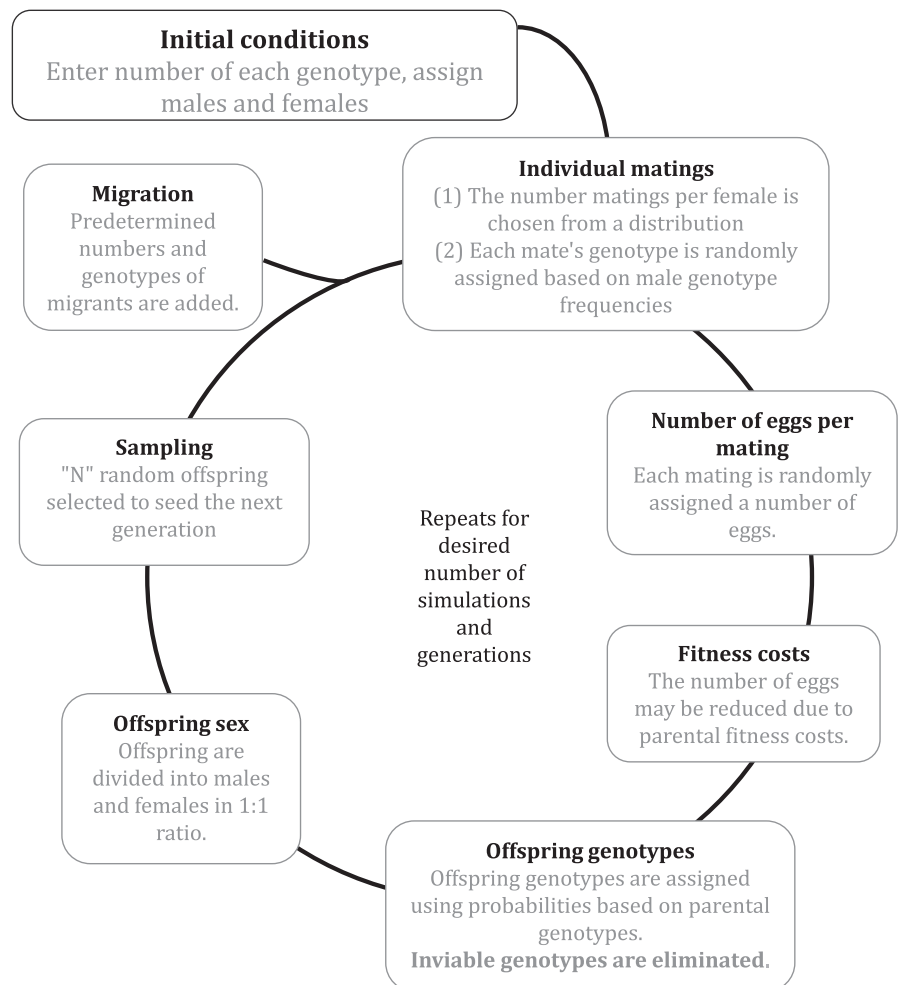 Initial conditions
Enter number of each genotype, assign
males and females
Individual matings
(1) The number matings per female is
chosen from a distribution
(2) Each mate's genotype is randomly
assigned based on male genotype
frequencies
Migration
Predetermined
numbers and
genotypes of
migrants are added.
Number of eggs per
mating
Each mating is randomly
assigned a number of
eggs.
Sampling
"N" random offspring
selected to seed the next
generation
Repeats for
desired
number of
simulations
and
generations
Fitness costs
The number of eggs
may be reduced due to
parental fitness costs.
Offspring sex
Offspring are
divided into males
and females in 1:1
ratio.
Offspring genotypes
Offspring genotypes are assigned
using probabilities based on parental
genotypes.
Inviable genotypes are eliminated.